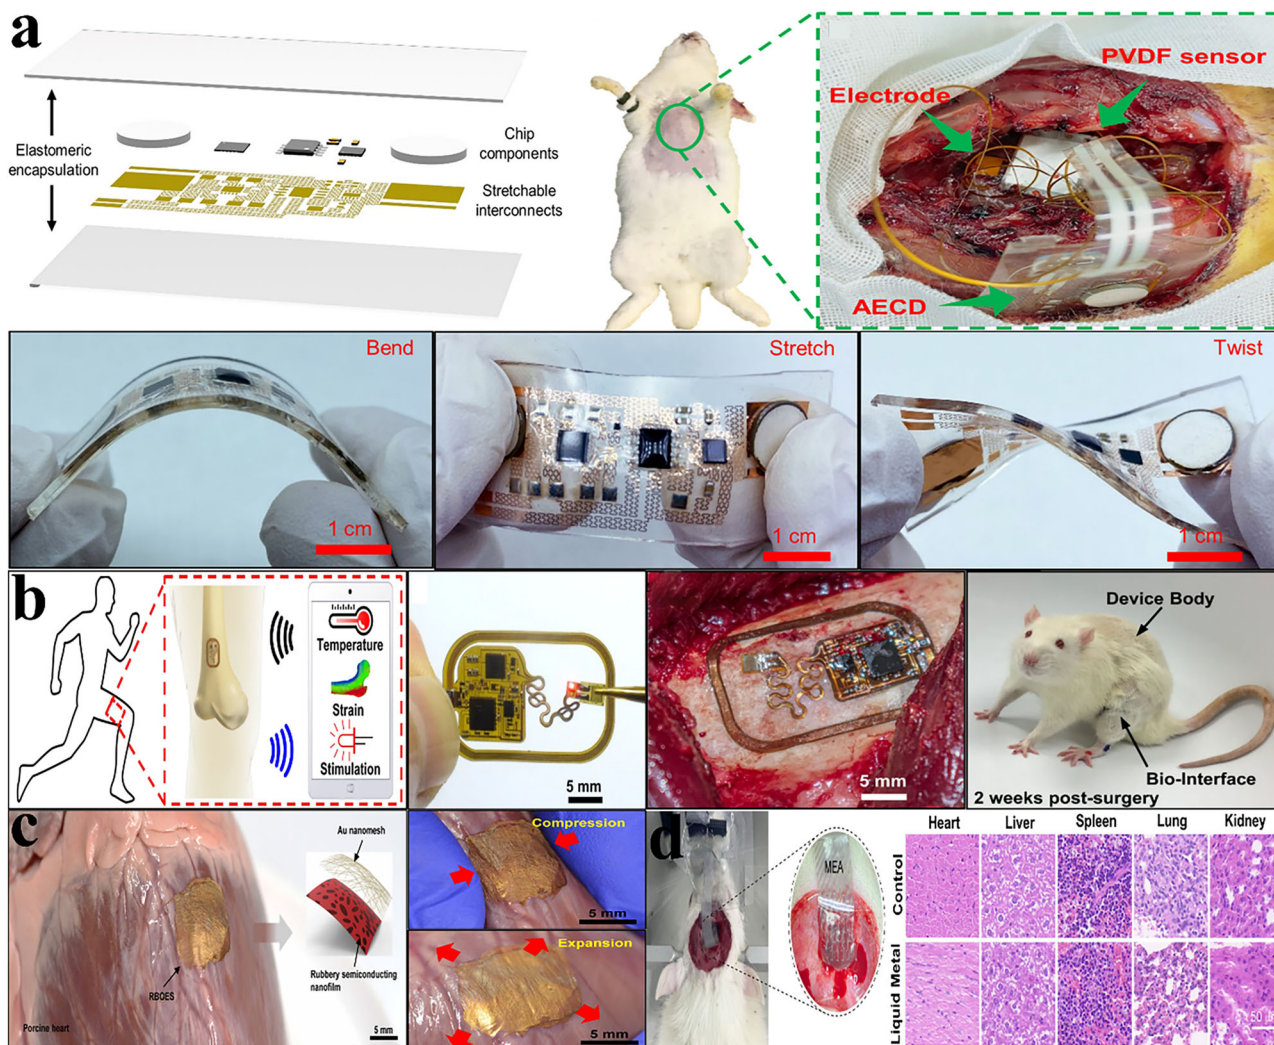 a
Elastomeric
encapsulation
Chip
components
Stretchable
interconnects
PVDF sensor
Electrode
AECD
Bend
1 cm
Stretch
1 cm
Twist
1 cm
b
Temperature
Strain
Stimulation
5 mm
5 mm
Device Body
Bio-Interface
2 weeks post-surgery
c
Au nanomesh
Rubbery semiconducting
nanofilm
RBOES
Porcine heart
5 mm
Compression
5 mm
Expansion
5 mm
d
MEA
Heart
Liver
Spleen
Lung
Kidney
Control
Liquid Metal
50